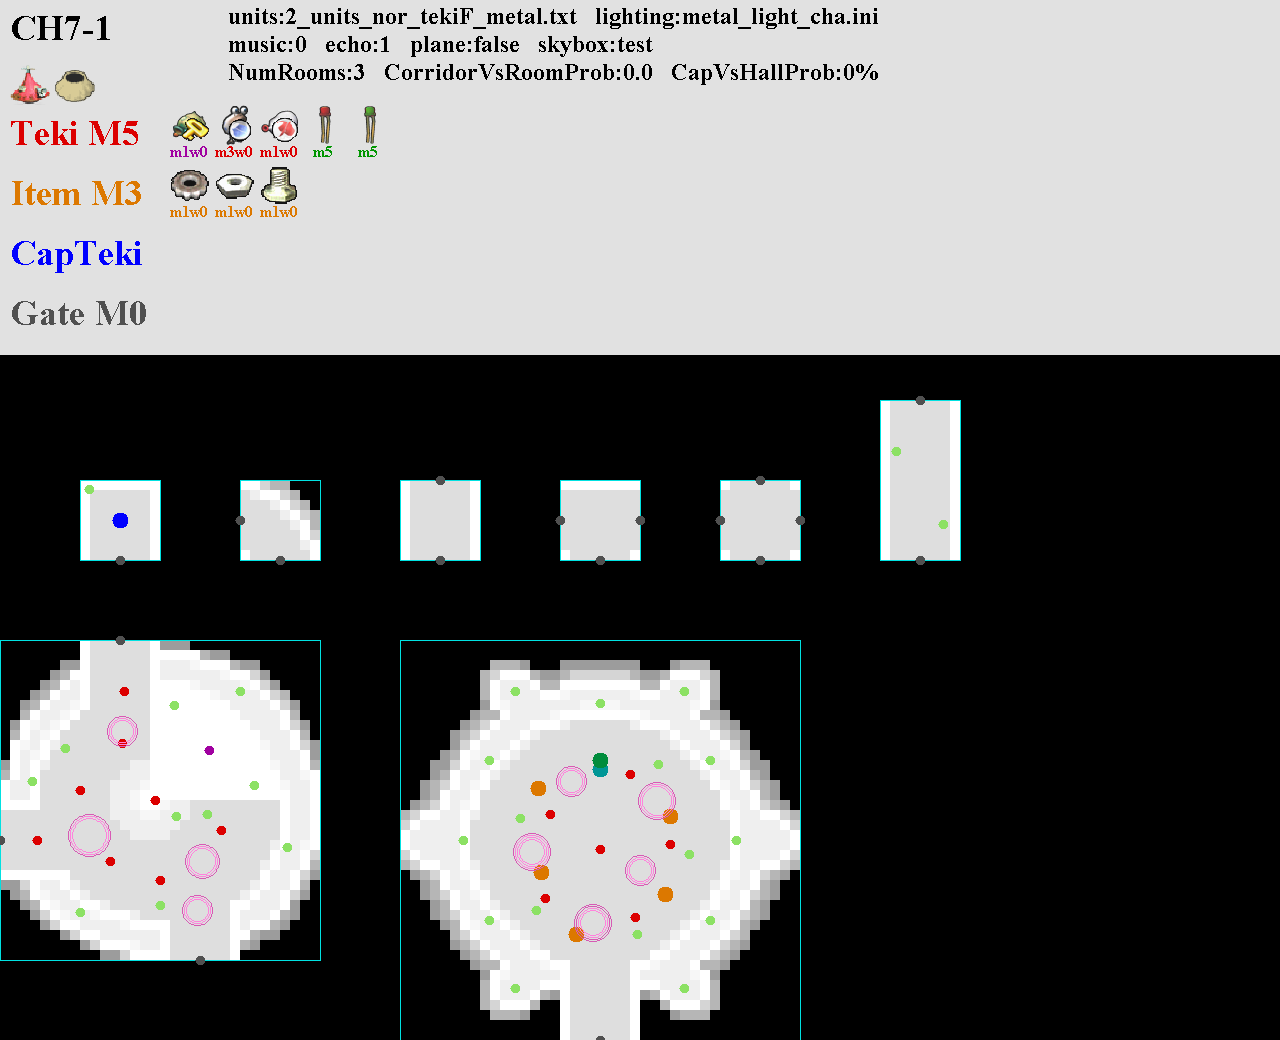 CH7-1
units:2_units_nor_tekiF_metal.txt lighting:metal_light_cha.ini
music:0 echo:1 plane:false skybox:test
NumRooms:3 CorridorVsRoomProb:0.0 CapVsHallProb:0%
Teki M5
m1w0 m3w0 m1w0 m5 m5
Item M3
m1w0 m1w0 m1w0
CapTeki
Gate M0